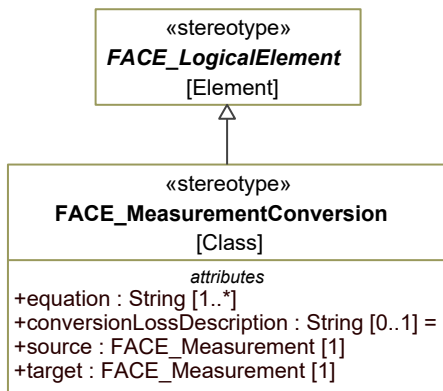 «stereotype»
FACE_LogicalElement
[Element]
«stereotype»
FACE_MeasurementConversion
[Class]
attributes
+equation : String [1..*]
+conversionLossDescription : String [0..1] =
+source : FACE_Measurement [1]
+target : FACE_Measurement [1]